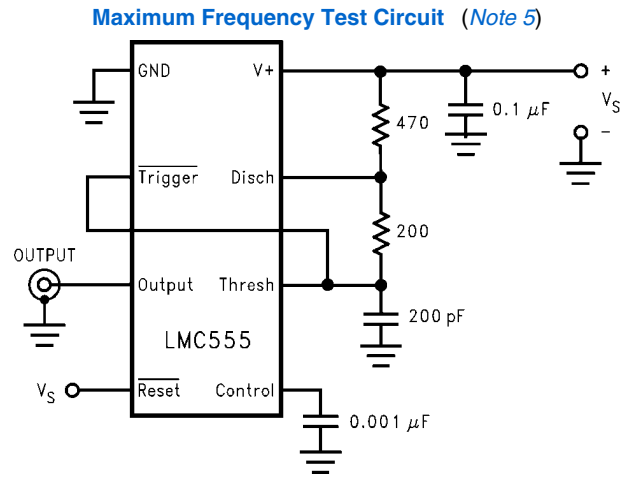 Maximum Frequency Test Circuit (Note 5)
GND
V+
+
470
0.1 μF
VS
-
Trigger
Disch
200
OUTPUT
Output
Thresh
200 pF
LMC555
VS
Reset
Control
0.001 μF